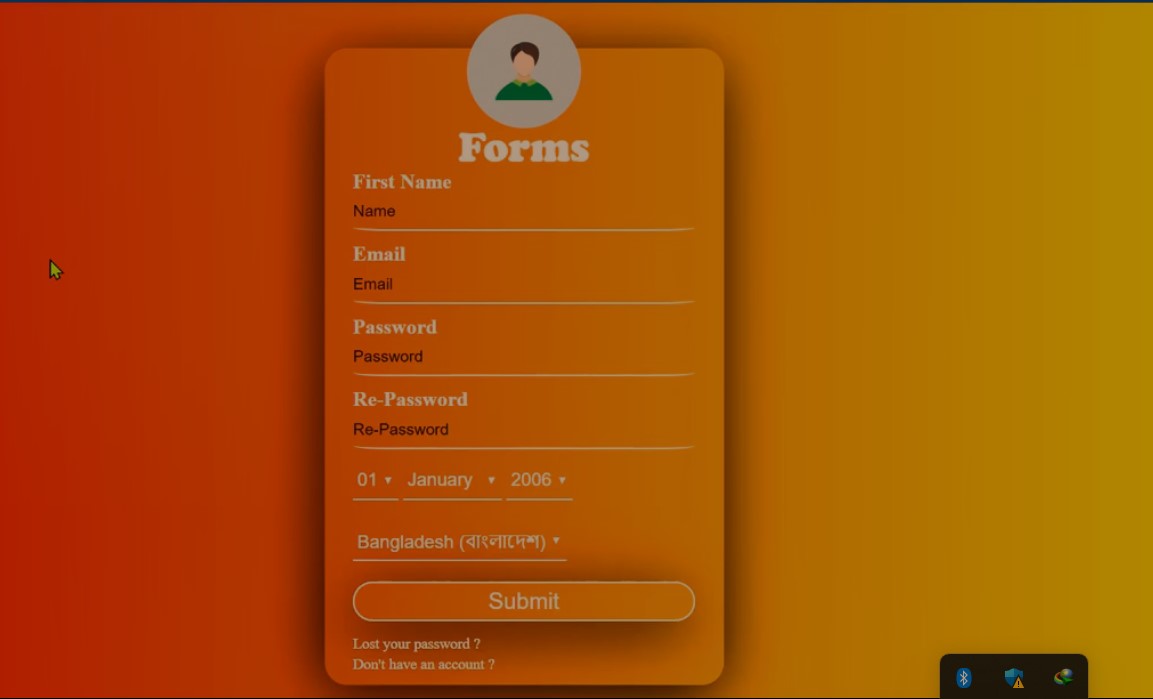 Forms
First Name
Name
Email
Email
Password
Password
Re-Password
Re-Password
01 January 2006
Bangladesh (বাংলাদেশ)
Submit
Lost your password ?
Don't have an account ?